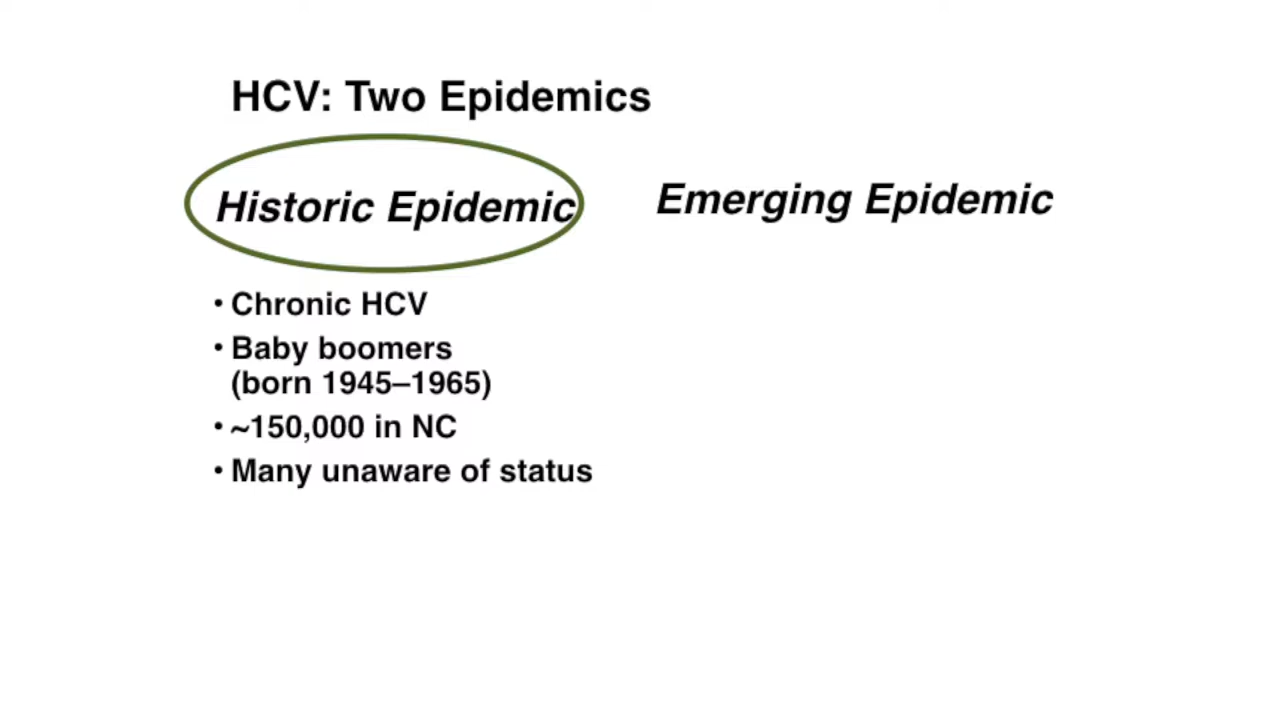 HCV: Two Epidemics
Historic Epidemic
Emerging Epidemic
• Chronic HCV
• Baby boomers
(born 1945–1965)
• ~150,000 in NC
• Many unaware of status